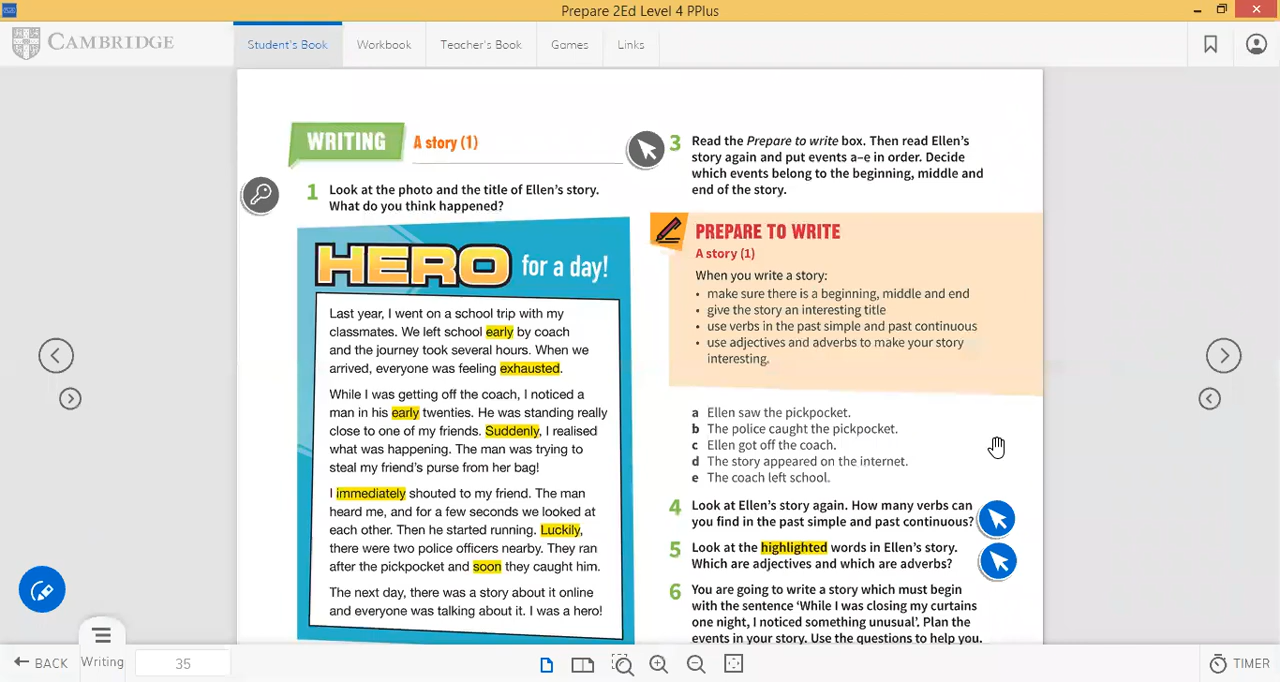 Prepare 2Ed Level 4 PPlus
CAMBRIDGE
Student's Book
Workbook
Teacher's Book
Games
Links
WRITING
A story (1)
1 Look at the photo and the title of Ellen's story.
What do you think happened?
HERO for a day!
Last year, I went on a school trip with my
classmates. We left school early by coach
and the journey took several hours. When we
arrived, everyone was feeling exhausted.
While I was getting off the coach, I noticed a
man in his early twenties. He was standing really
close to one of my friends. Suddenly, I realised
what was happening. The man was trying to
steal my friend's purse from her bag!
I immediately shouted to my friend. The man
heard me, and for a few seconds we looked at
each other. Then he started running. Luckily,
there were two police officers nearby. They ran
after the pickpocket and soon they caught him.
The next day, there was a story about it online
and everyone was talking about it. I was a hero!
3 Read the Prepare to write box. Then read Ellen's
story again and put events a–e in order. Decide
which events belong to the beginning, middle and
end of the story.
PREPARE TO WRITE
A story (1)
When you write a story:
• make sure there is a beginning, middle and end
• give the story an interesting title
• use verbs in the past simple and past continuous
• use adjectives and adverbs to make your story
interesting.
a Ellen saw the pickpocket.
b The police caught the pickpocket.
c Ellen got off the coach.
d The story appeared on the internet.
e The coach left school.
4 Look at Ellen's story again. How many verbs can
you find in the past simple and past continuous?
5 Look at the highlighted words in Ellen's story.
Which are adjectives and which are adverbs?
6 You are going to write a story which must begin
with the sentence 'While I was closing my curtains
one night, I noticed something unusual'. Plan the
events in your story. Use the questions to help you.
BACK
Writing
35
TIMER